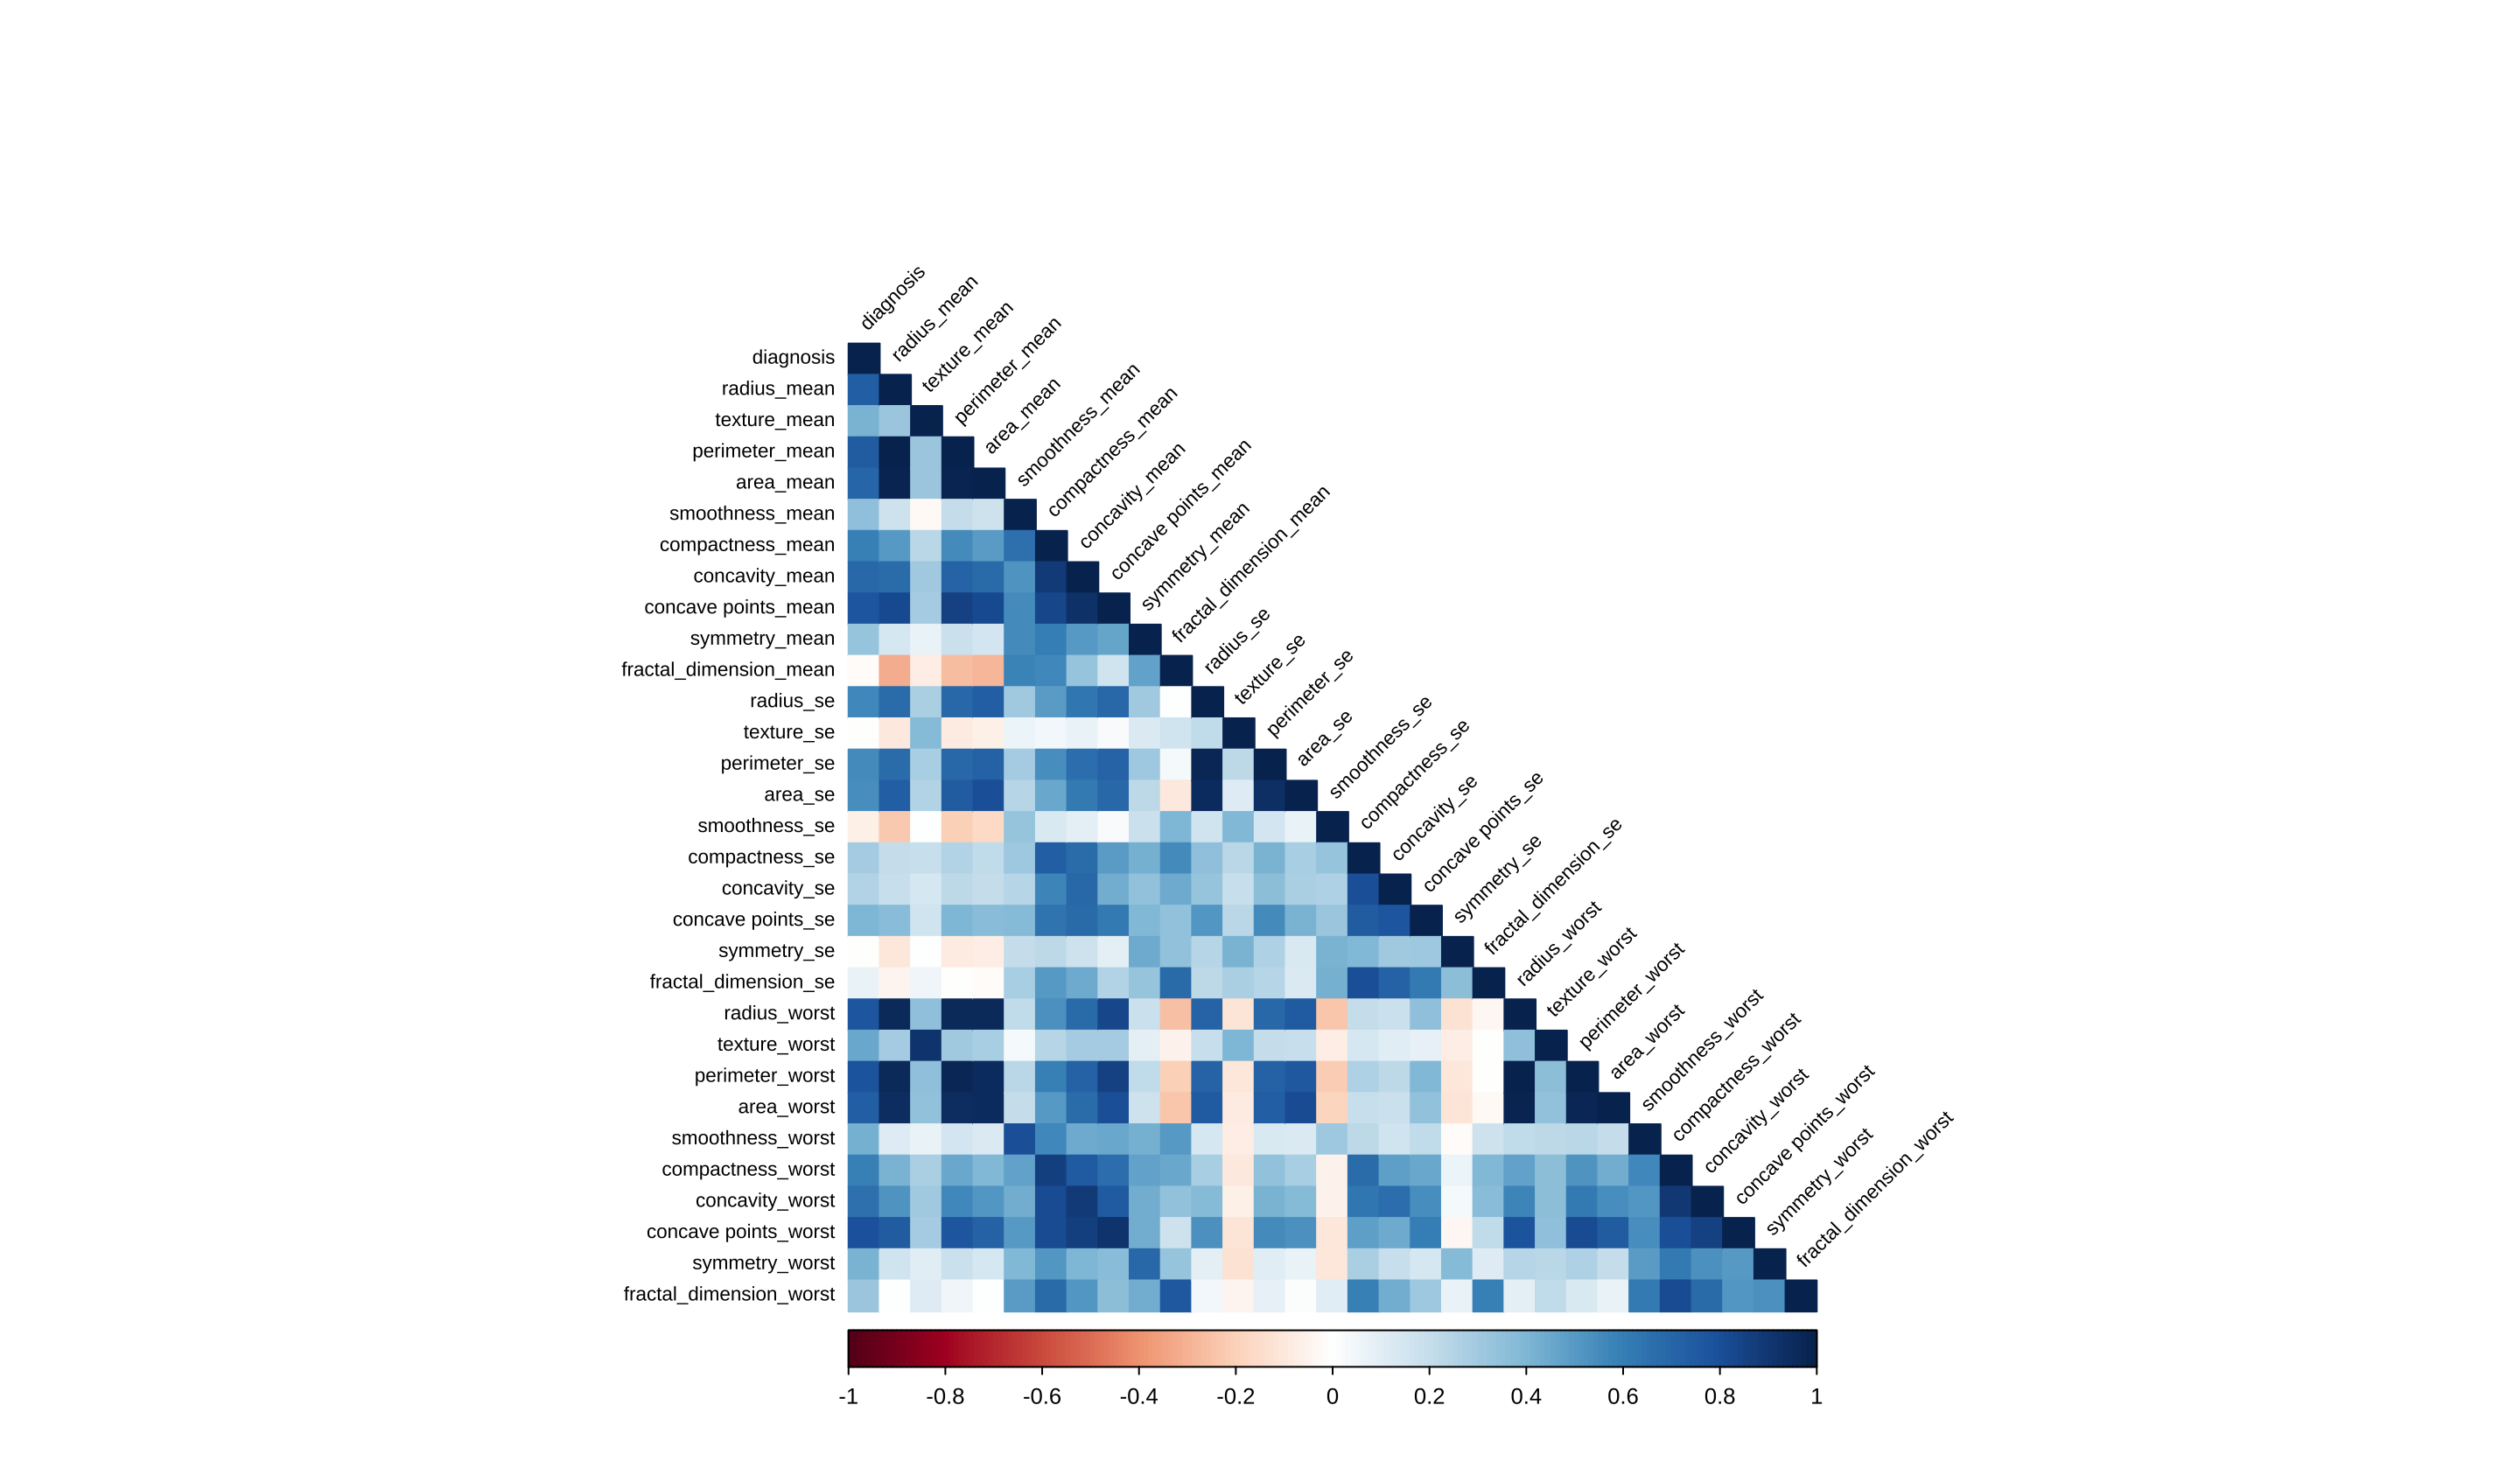 diagnosis
radius_mean
texture_mean
perimeter_mean
area_mean
smoothness_mean
compactness_mean
concavity_mean
concave points_mean
symmetry_mean
fractal_dimension_mean
radius_se
texture_se
perimeter_se
area_se
smoothness_se
compactness_se
concavity_se
concave points_se
symmetry_se
fractal_dimension_se
radius_worst
texture_worst
perimeter_worst
area_worst
smoothness_worst
compactness_worst
concavity_worst
concave points_worst
symmetry_worst
fractal_dimension_worst
diagnosis
radius_mean
texture_mean
perimeter_mean
area_mean
smoothness_mean
compactness_mean
concavity_mean
concave points_mean
symmetry_mean
fractal_dimension_mean
radius_se
texture_se
perimeter_se
area_se
smoothness_se
compactness_se
concavity_se
concave points_se
symmetry_se
fractal_dimension_se
radius_worst
texture_worst
perimeter_worst
area_worst
smoothness_worst
compactness_worst
concavity_worst
concave points_worst
symmetry_worst
fractal_dimension_worst
-1 -0.8 -0.6 -0.4 -0.2 0 0.2 0.4 0.6 0.8 1